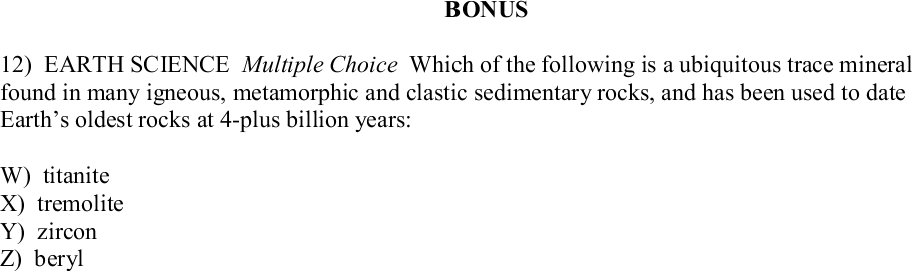 BONUS
12) EARTH SCIENCE Multiple Choice Which of the following is a ubiquitous trace mineral
found in many igneous, metamorphic and clastic sedimentary rocks, and has been used to date
Earth’s oldest rocks at 4-plus billion years:
W) titanite
X) tremolite
Y) zircon
Z) beryl